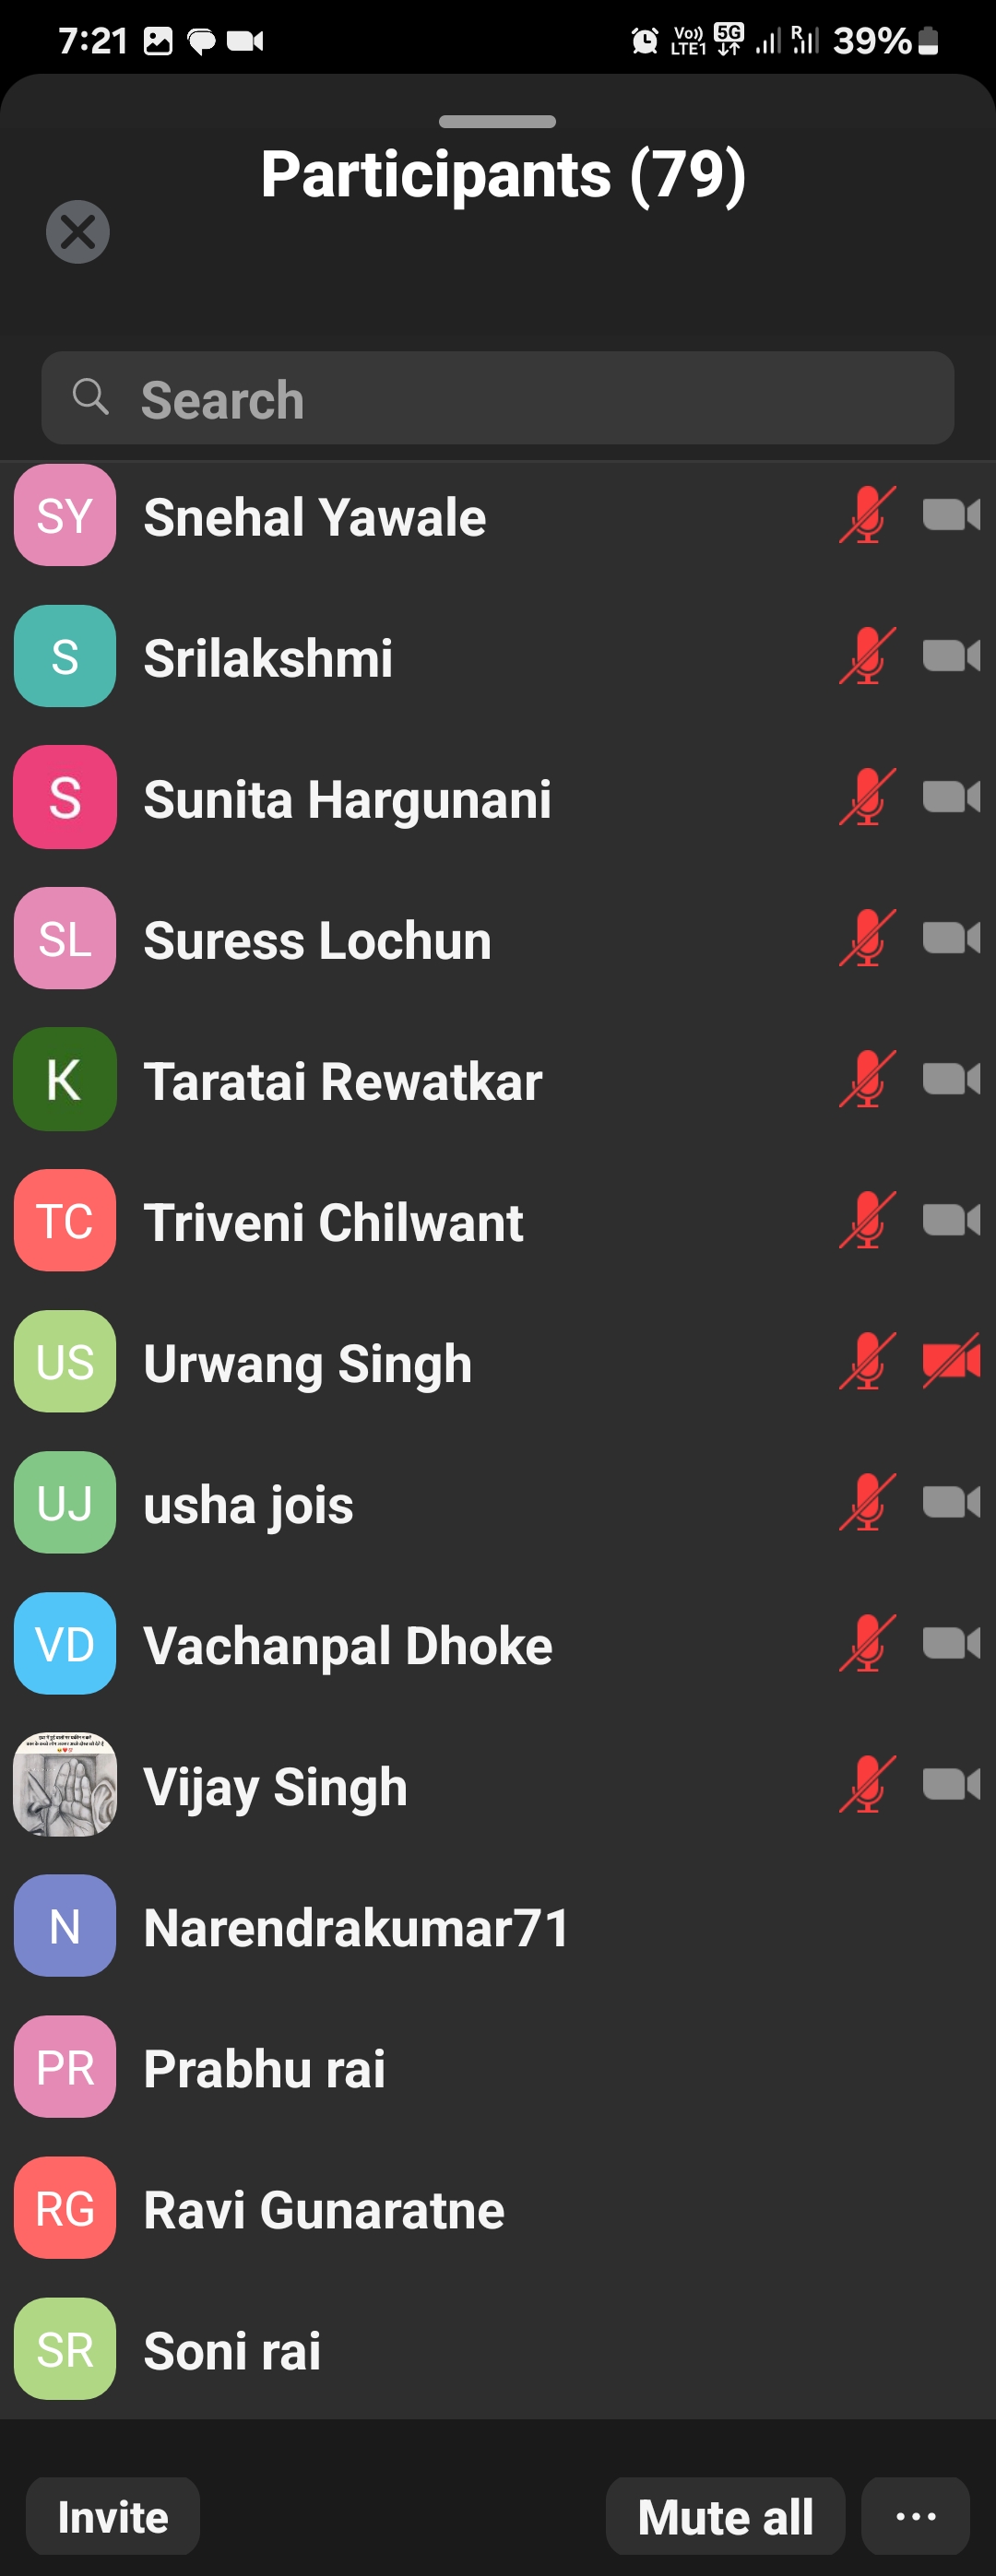 7:21
Vo)) LTE1 5G R 39%
Participants (79)
Search
SY Snehal Yawale
S Srilakshmi
S Sunita Hargunani
SL Suress Lochun
K Taratai Rewatkar
TC Triveni Chilwant
US Urwang Singh
UJ usha jois
VD Vachanpal Dhoke
Vijay Singh
N Narendrakumar71
PR Prabhu rai
RG Ravi Gunaratne
SR Soni rai
Invite Mute all ...